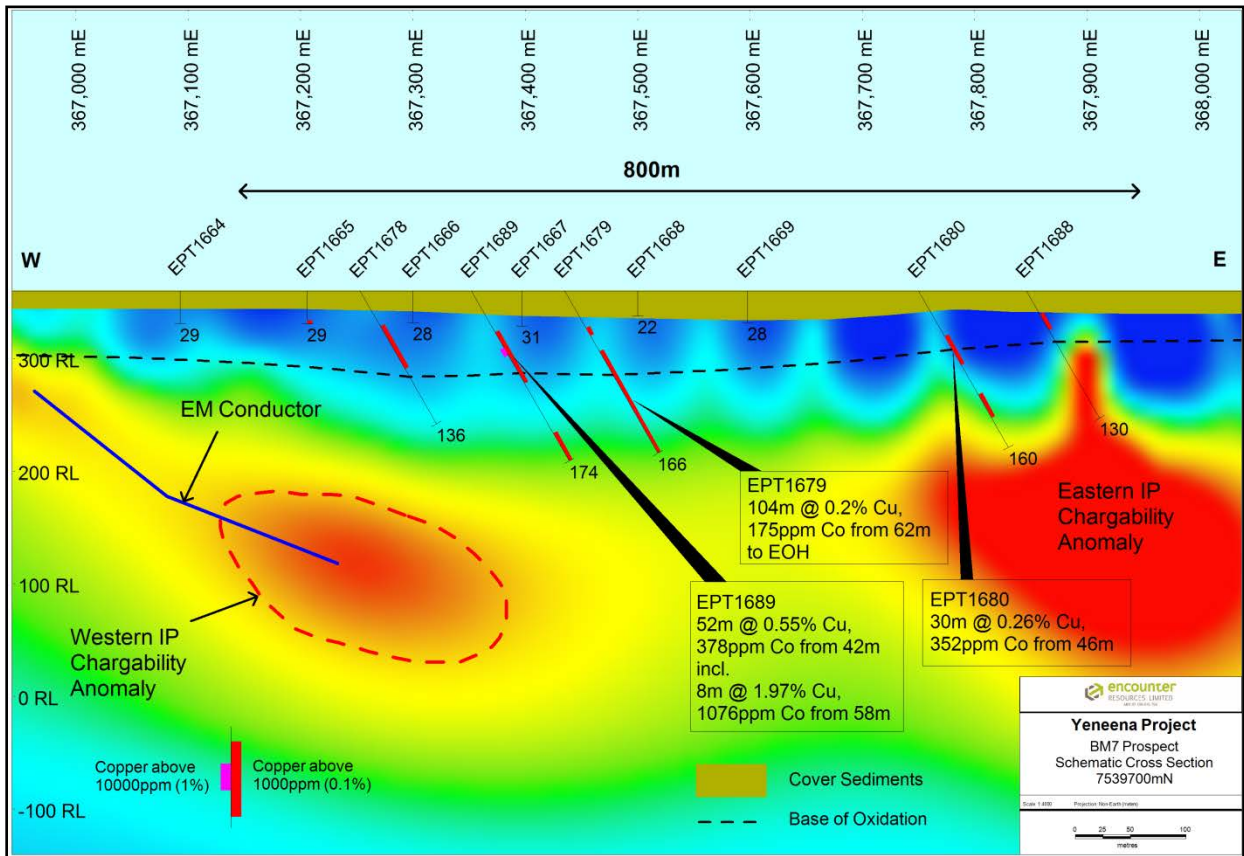 367,000 mE
367,100 mE
367,200 mE
367,300 mE
367,400 mE
367,500 mE
367,600 mE
367,700 mE
367,800 mE
367,900 mE
368,000 mE
800m
W
E
EPT1664
EPT1665
EPT1678
EPT1666
EPT1689
EPT1667
EPT1679
EPT1668
EPT1669
EPT1680
EPT1688
29
29
28
31
22
28
136
174
166
160
130
300 RL
200 RL
100 RL
0 RL
-100 RL
EM Conductor
Western IP
Chargability
Anomaly
Eastern IP
Chargability
Anomaly
EPT1679
104m @ 0.2% Cu,
175ppm Co from 62m
to EOH
EPT1689
52m @ 0.55% Cu,
378ppm Co from 42m
incl.
8m @ 1.97% Cu,
1076ppm Co from 58m
EPT1680
30m @ 0.26% Cu,
352ppm Co from 46m
Copper above
10000ppm (1%)
Copper above
1000ppm (0.1%)
Cover Sediments
Base of Oxidation
encounter
RESOURCES LIMITED
Yeneena Project
BM7 Prospect
Schematic Cross Section
7539700mN
Projection: Non Earth (meters)
0 25 50 100
metres